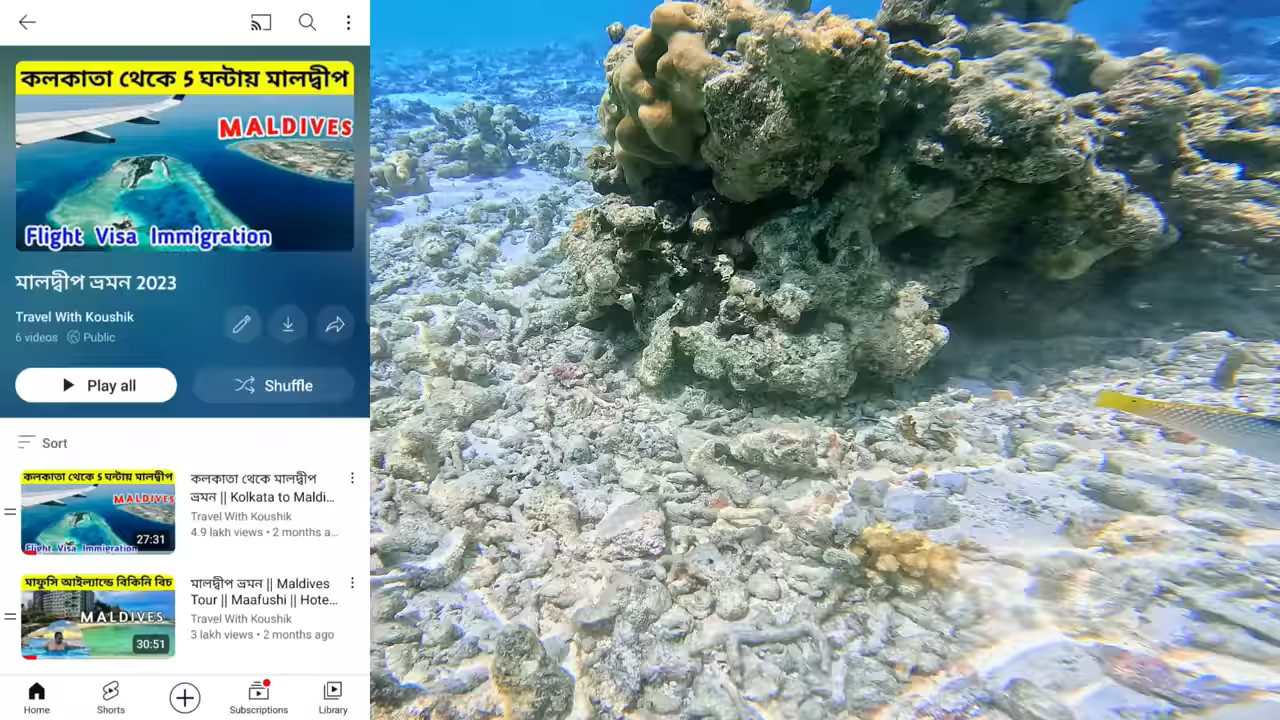 কলকাতা থেকে 5 ঘন্টায় মালদ্বীপ
MALDIVES
Flight Visa Immigration
মালদ্বীপ ভ্রমন 2023
Travel With Koushik
6 videos Public
Play all
Shuffle
Sort
কলকাতা থেকে 5 ঘন্টায় মালদ্বীপ
MALDIVES
Flight Visa Immigration
27:31
কলকাতা থেকে মালদ্বীপ
ভ্রমন || Kolkata to Maldi...
Travel With Koushik
4.9 lakh views • 2 months a...
মাফুসি আইল্যান্ডে বিকিনি বিচ
MALDIVES
30:51
মালদ্বীপ ভ্রমন || Maldives
Tour || Maafushi || Hote...
Travel With Koushik
3 lakh views • 2 months ago
Home
Shorts
Subscriptions
Library